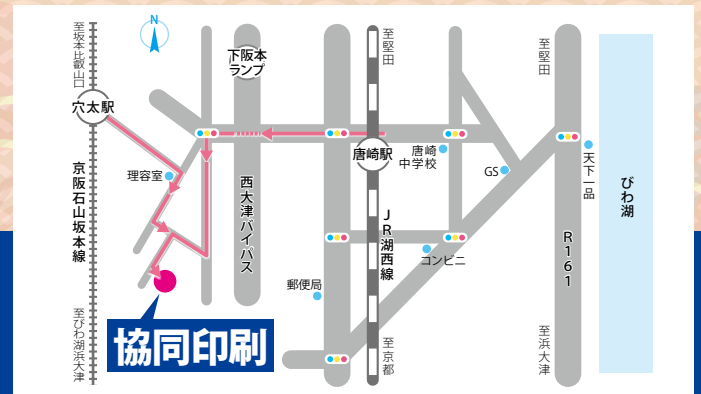 至坂本比叡山口
N
下阪本
ランプ
至堅田
至堅田
穴太駅
唐崎駅
唐崎
中学校
GS
天下一品
理容室
京阪石山坂本線
西大津バイパス
JR湖西線
びわ湖
R161
コンビニ
郵便局
協同印刷
至びわ湖浜大津
至京都
至浜大津